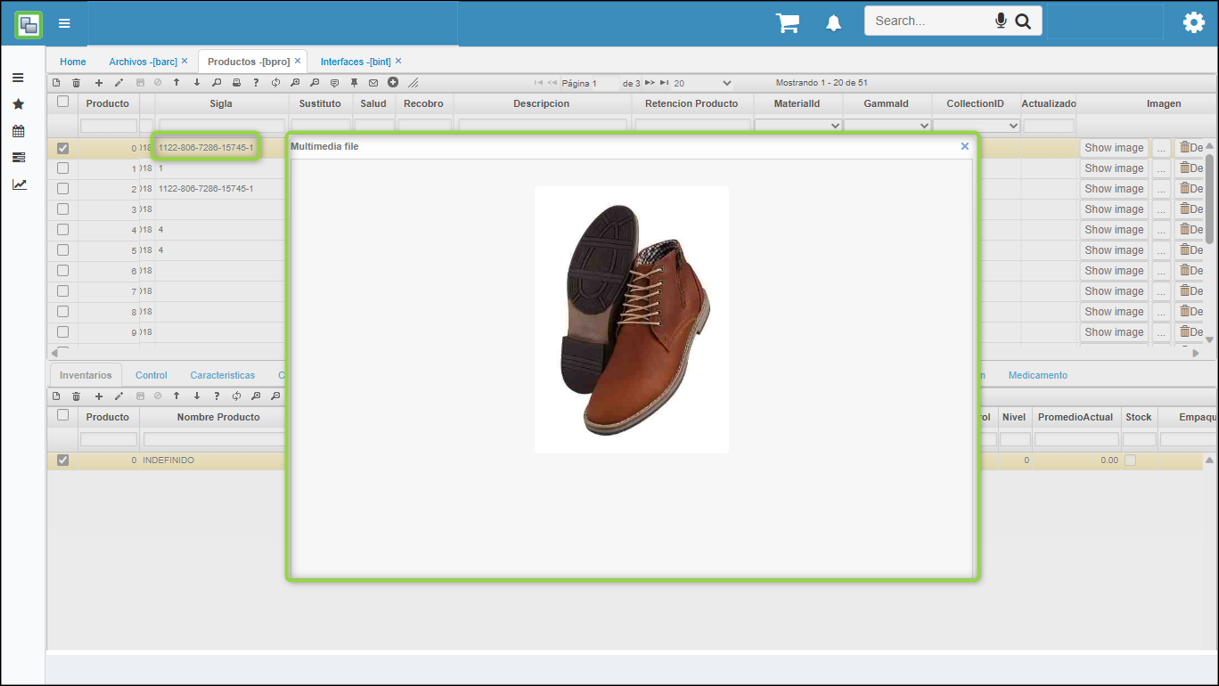 Search...
Home
Archivos -[barc] ×
Productos -[bpro] ×
Interfaces -[binf] ×
Página 1 de 3
20
Mostrando 1 - 20 de 51
Producto Sigla Sustituto Salud Recobro Descripcion Retencion Producto MaterialId GammaId CollectionID Actualizado Imagen
0 018 1122-806-7286-15745-1 Show image ... De
1 018 1 Show image ... De
2 018 1122-806-7286-15745-1 Show image ... De
3 018 Show image ... De
4 018 4 Show image ... De
5 018 4 Show image ... De
6 018 Show image ... De
7 018 Show image ... De
8 018 Show image ... De
9 018 Show image ... De
Multimedia file ×
Inventarios Control Caracteristicas C n Medicamento
Producto Nombre Producto rol Nivel PromedioActual Stock Empaqu
0 INDEFINIDO 0 0.00